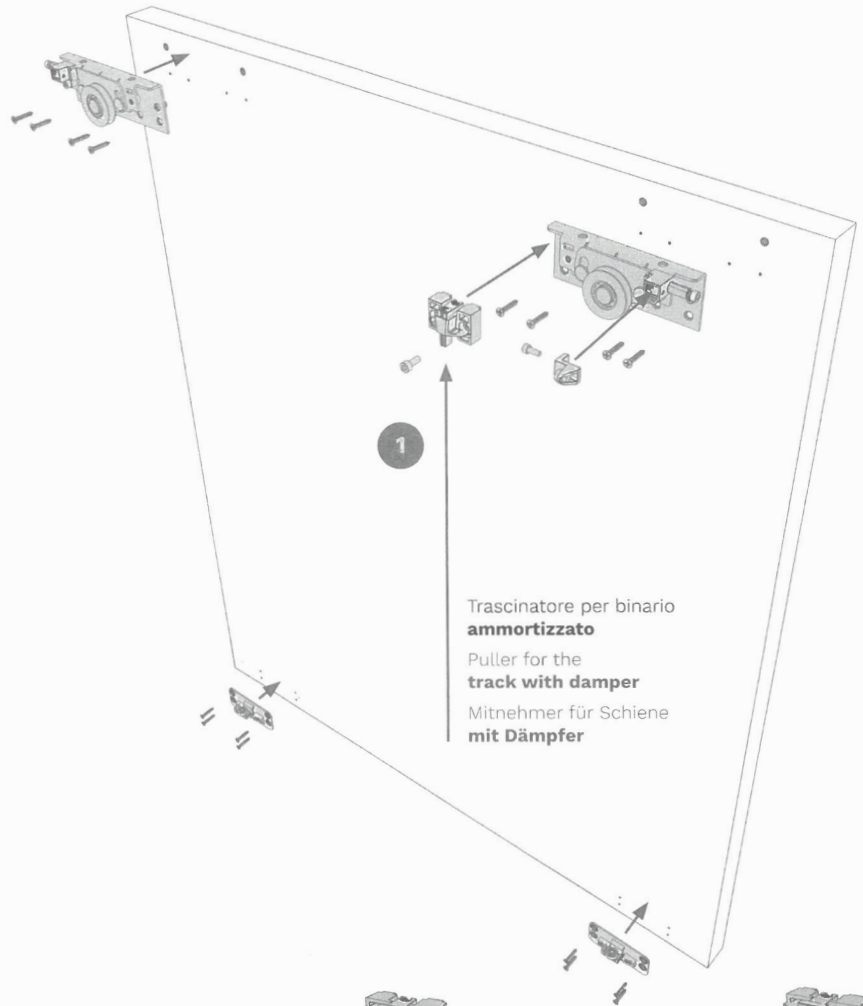 1
Trascinatore per binario
ammortizzato
Puller for the
track with damper
Mitnehmer für Schiene
mit Dämpfer